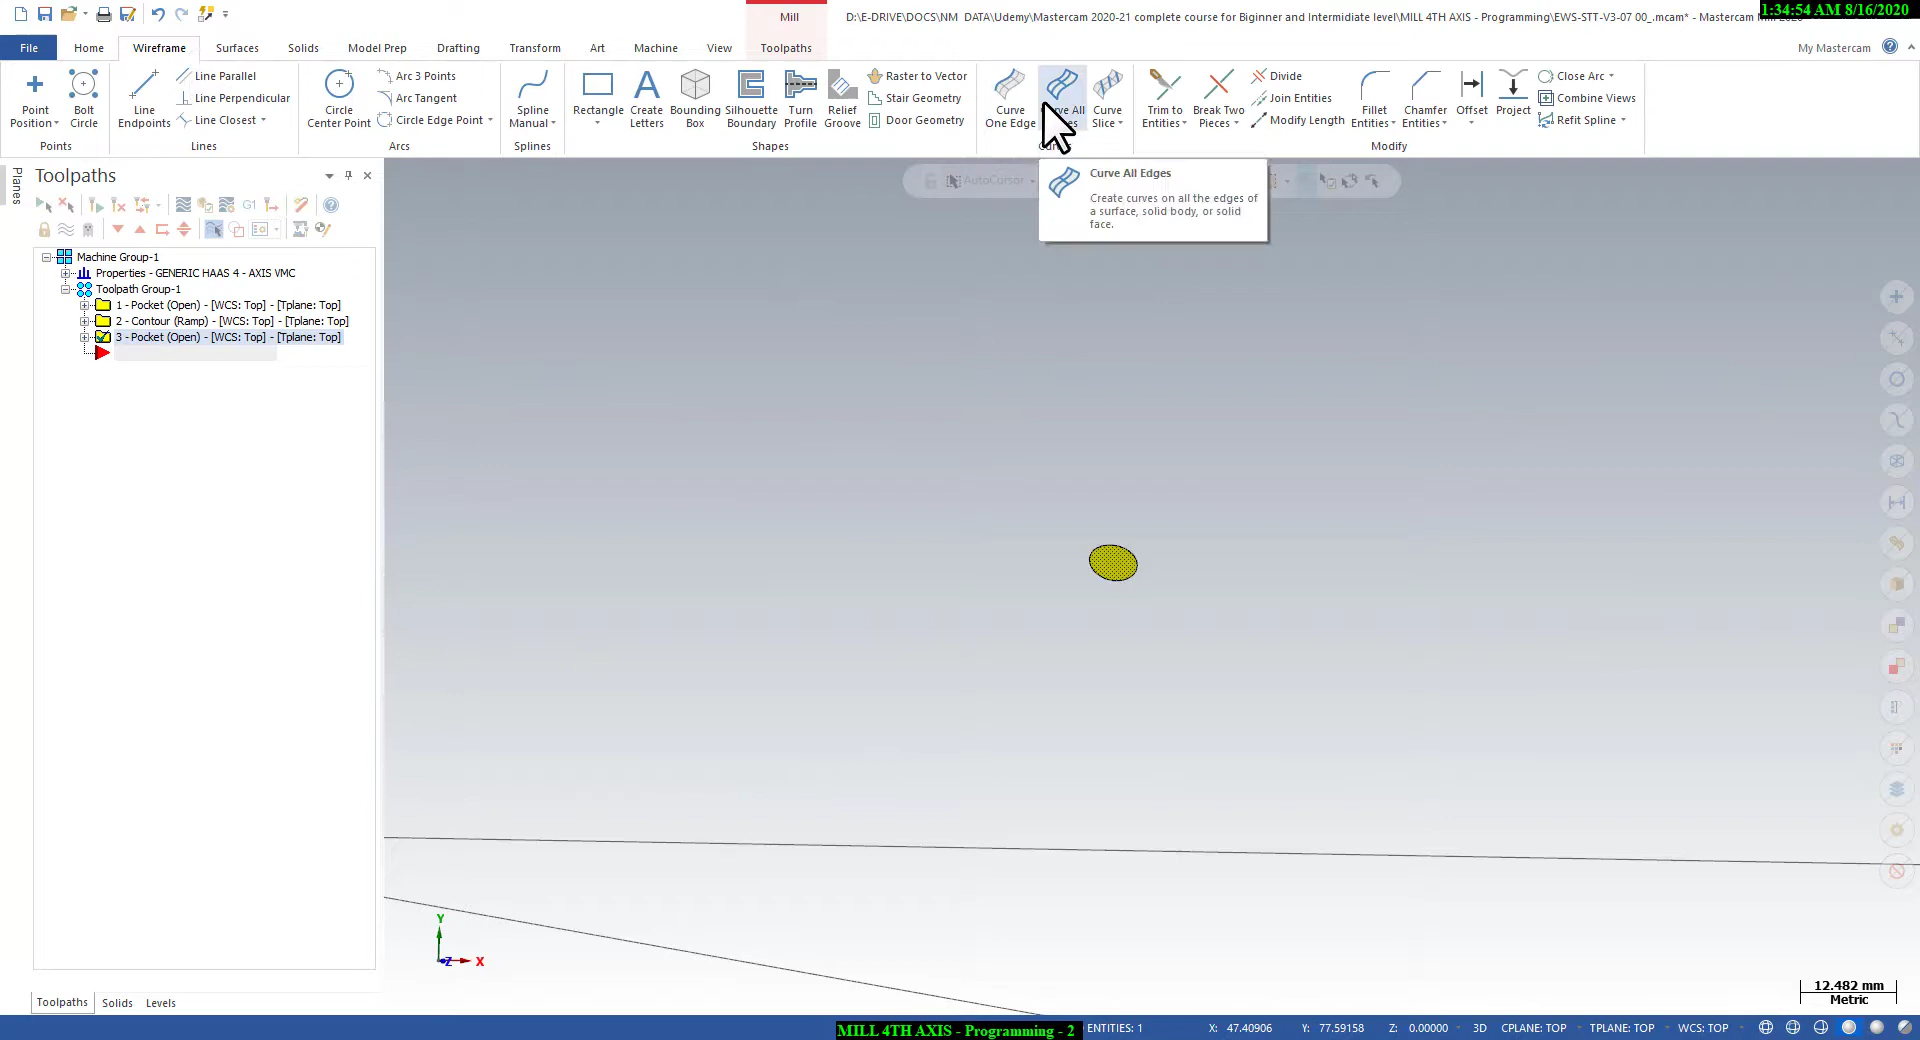 Mill
D:\E-DRIVE\DOCS\NM DATA\Udemy\Mastercam 2020-21 complete course for Biginner and Intermidiate level\MILL 4TH AXIS - Programming\EWS-STT-V3-07 00_.mcam* - Mastercam
1:34:54 AM 8/16/2020
File Home Wireframe Surfaces Solids Model Prep Drafting Transform Art Machine View Toolpaths My Mastercam
Point Position
Bolt Circle
Points
Line Endpoints
Line Parallel
Line Perpendicular
Line Closest
Lines
Circle Center Point
Arc 3 Points
Arc Tangent
Circle Edge Point
Arcs
Spline Manual
Splines
Rectangle
Create Letters
Bounding Box
Silhouette Boundary
Turn Profile
Relief Groove
Raster to Vector
Stair Geometry
Door Geometry
Shapes
Curve One Edge
Curve Slice
Trim to Entities
Break Two Pieces
Divide
Join Entities
Modify Length
Fillet Entities
Chamfer Entities
Offset
Project
Close Arc
Combine Views
Refit Spline
Modify
Planes
Toolpaths
G1
AutoCursor
Curve All Edges
Create curves on all the edges of
a surface, solid body, or solid
face.
Machine Group-1
Properties - GENERIC HAAS 4 - AXIS VMC
Toolpath Group-1
1 - Pocket (Open) - [WCS: Top] - [Tplane: Top]
2 - Contour (Ramp) - [WCS: Top] - [Tplane: Top]
3 - Pocket (Open) - [WCS: Top] - [Tplane: Top]
Y
Z
X
12.482 mm
Metric
Toolpaths Solids Levels
MILL 4TH AXIS - Programming - 2
ENTITIES: 1 X: 47.40906 Y: 77.59158 Z: 0.00000 3D CPLANE: TOP TPLANE: TOP WCS: TOP